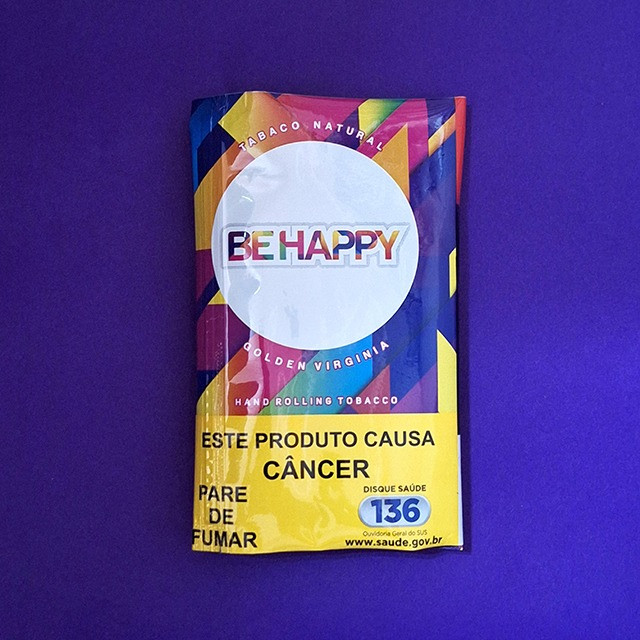 TABACO NATURAL
BE HAPPY
GOLDEN VIRGINIA
HAND ROLLING TOBACCO
ESTE PRODUTO CAUSA
CÂNCER
PARE
DE
FUMAR
DISQUE SAÚDE
136
Ouvidoria Geral do SUS
www.saude.gov.br